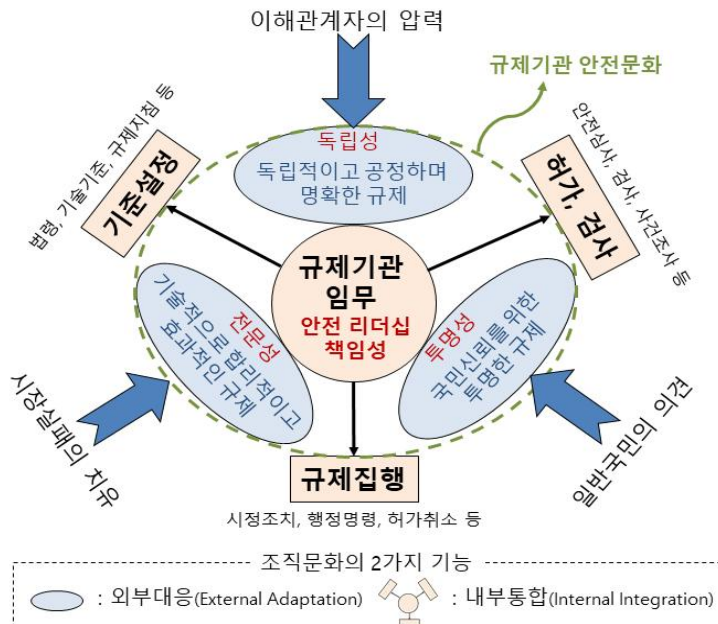 이해관계자의 압력
규제기관 안전문화
독립성
독립적이고 공정하며
명확한 규제
기준설정
법령, 기술기준, 규제지침 등
허가, 검사
안전심사, 검사, 사건조사 등
규제기관
임무
안전 리더십
책임성
전문성
기술적으로 합리적이고
효과적인 규제
투명성
국민신뢰를 위한
투명한 규제
시장실패의 치유
일반국민의 의견
규제집행
시정조치, 행정명령, 허가취소 등
조직문화의 2가지 기능
: 외부대응(External Adaptation)
: 내부통합(Internal Integration)